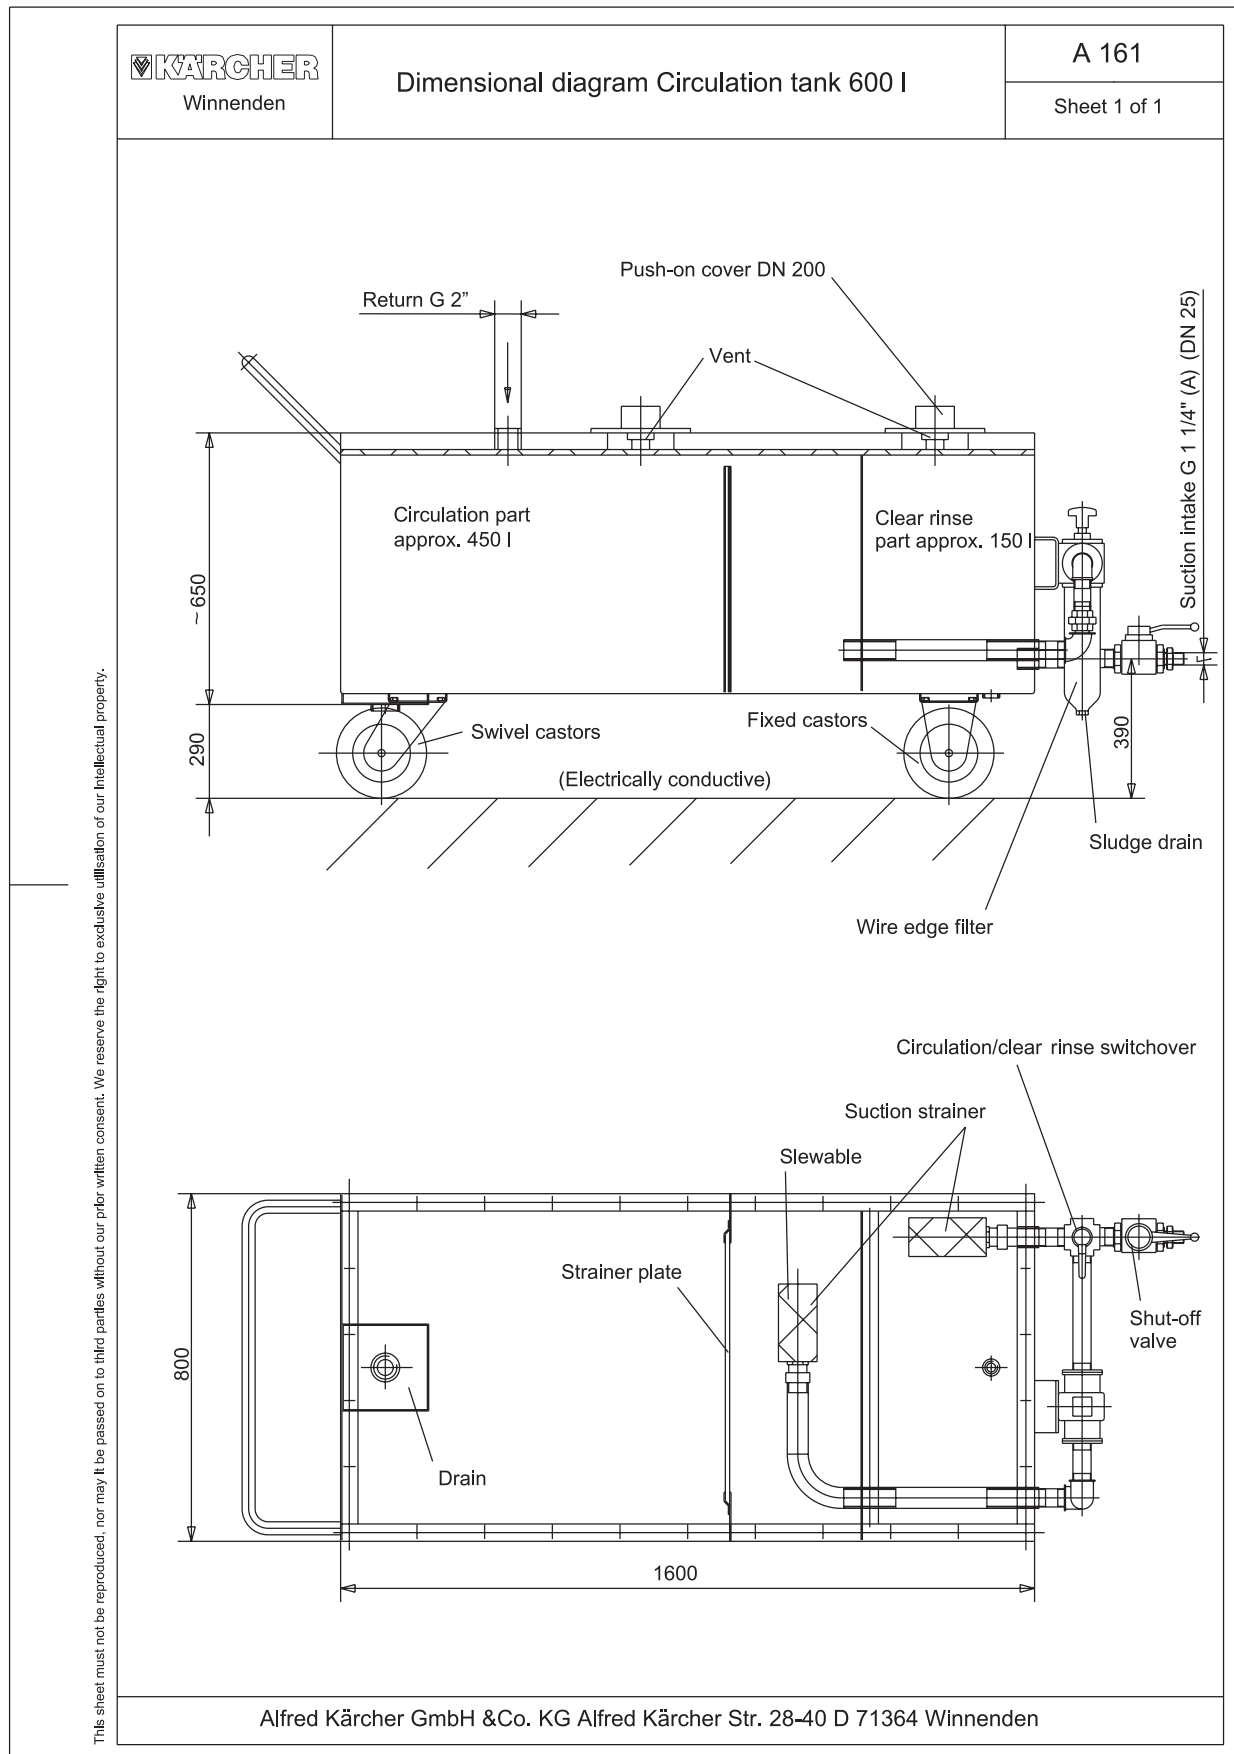 KÄRCHER
Winnenden
Dimensional diagram Circulation tank 600 l
A 161
Sheet 1 of 1
Push-on cover DN 200
Return G 2”
Vent
Suction intake G 1 1/4" (A) (DN 25)
Circulation part
approx. 450 l
Clear rinse
part approx. 150 l
~650
290
Swivel castors
Fixed castors
(Electrically conductive)
390
Sludge drain
Wire edge filter
Circulation/clear rinse switchover
Suction strainer
Slewable
Strainer plate
Shut-off
valve
800
Drain
1600
This sheet must not be reproduced, nor may it be passed on to third parties without our prior written consent. We reserve the right to exclusive utilisation of our intellectual property.
Alfred Kärcher GmbH &Co. KG Alfred Kärcher Str. 28-40 D 71364 Winnenden